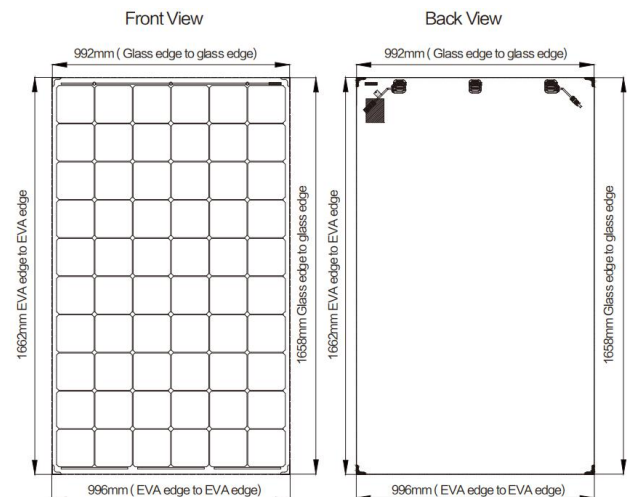 Front View
Back View
992mm ( Glass edge to glass edge)
992mm ( Glass edge to glass edge)
1662mm EVA edge to EVA edge
1658mm Glass edge to glass edge
1662mm EVA edge to EVA edge
1658mm Glass edge to glass edge
996mm ( EVA edge to EVA edge)
996mm ( EVA edge to EVA edge)